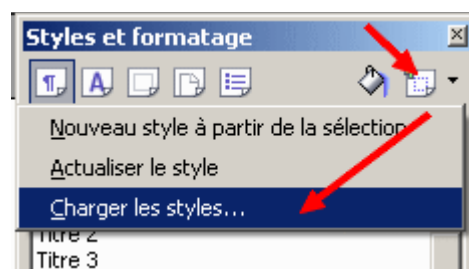 Styles et formatage
Nouveau style à partir de la sélection
Actualiser le style
Charger les styles...
Titre 2
Titre 3